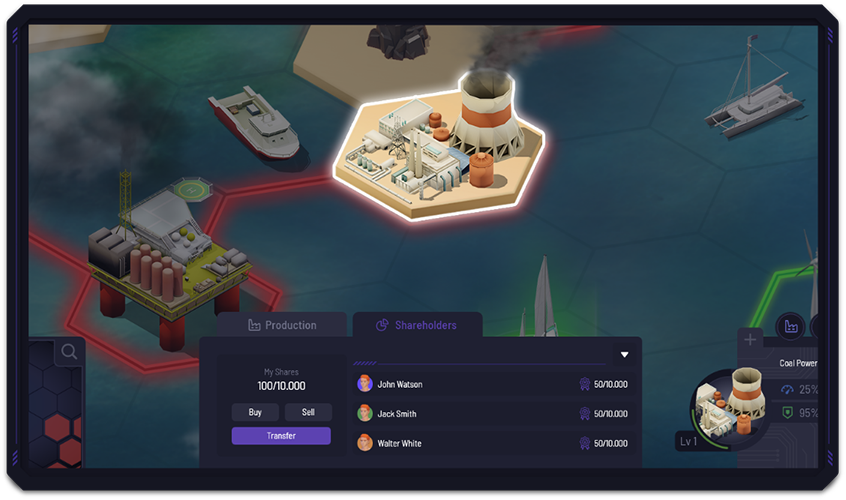 Production
Shareholders
My Shares
100/10.000
Buy
Sell
Transfer
John Watson
50/10.000
Jack Smith
50/10.000
Walter White
50/10.000
Coal Power
25%
95%
Lv 1